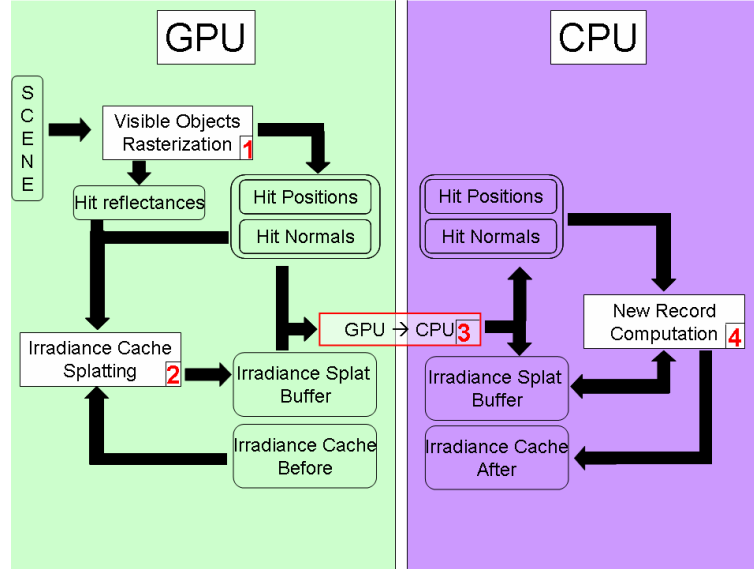 GPU
CPU
S
C
E
N
E
Visible Objects
Rasterization 1
Hit reflectances
Hit Positions
Hit Normals
Hit Positions
Hit Normals
GPU → CPU 3
New Record
Computation 4
Irradiance Cache
Splatting 2
Irradiance Splat
Buffer
Irradiance Splat
Buffer
Irradiance Cache
Before
Irradiance Cache
After